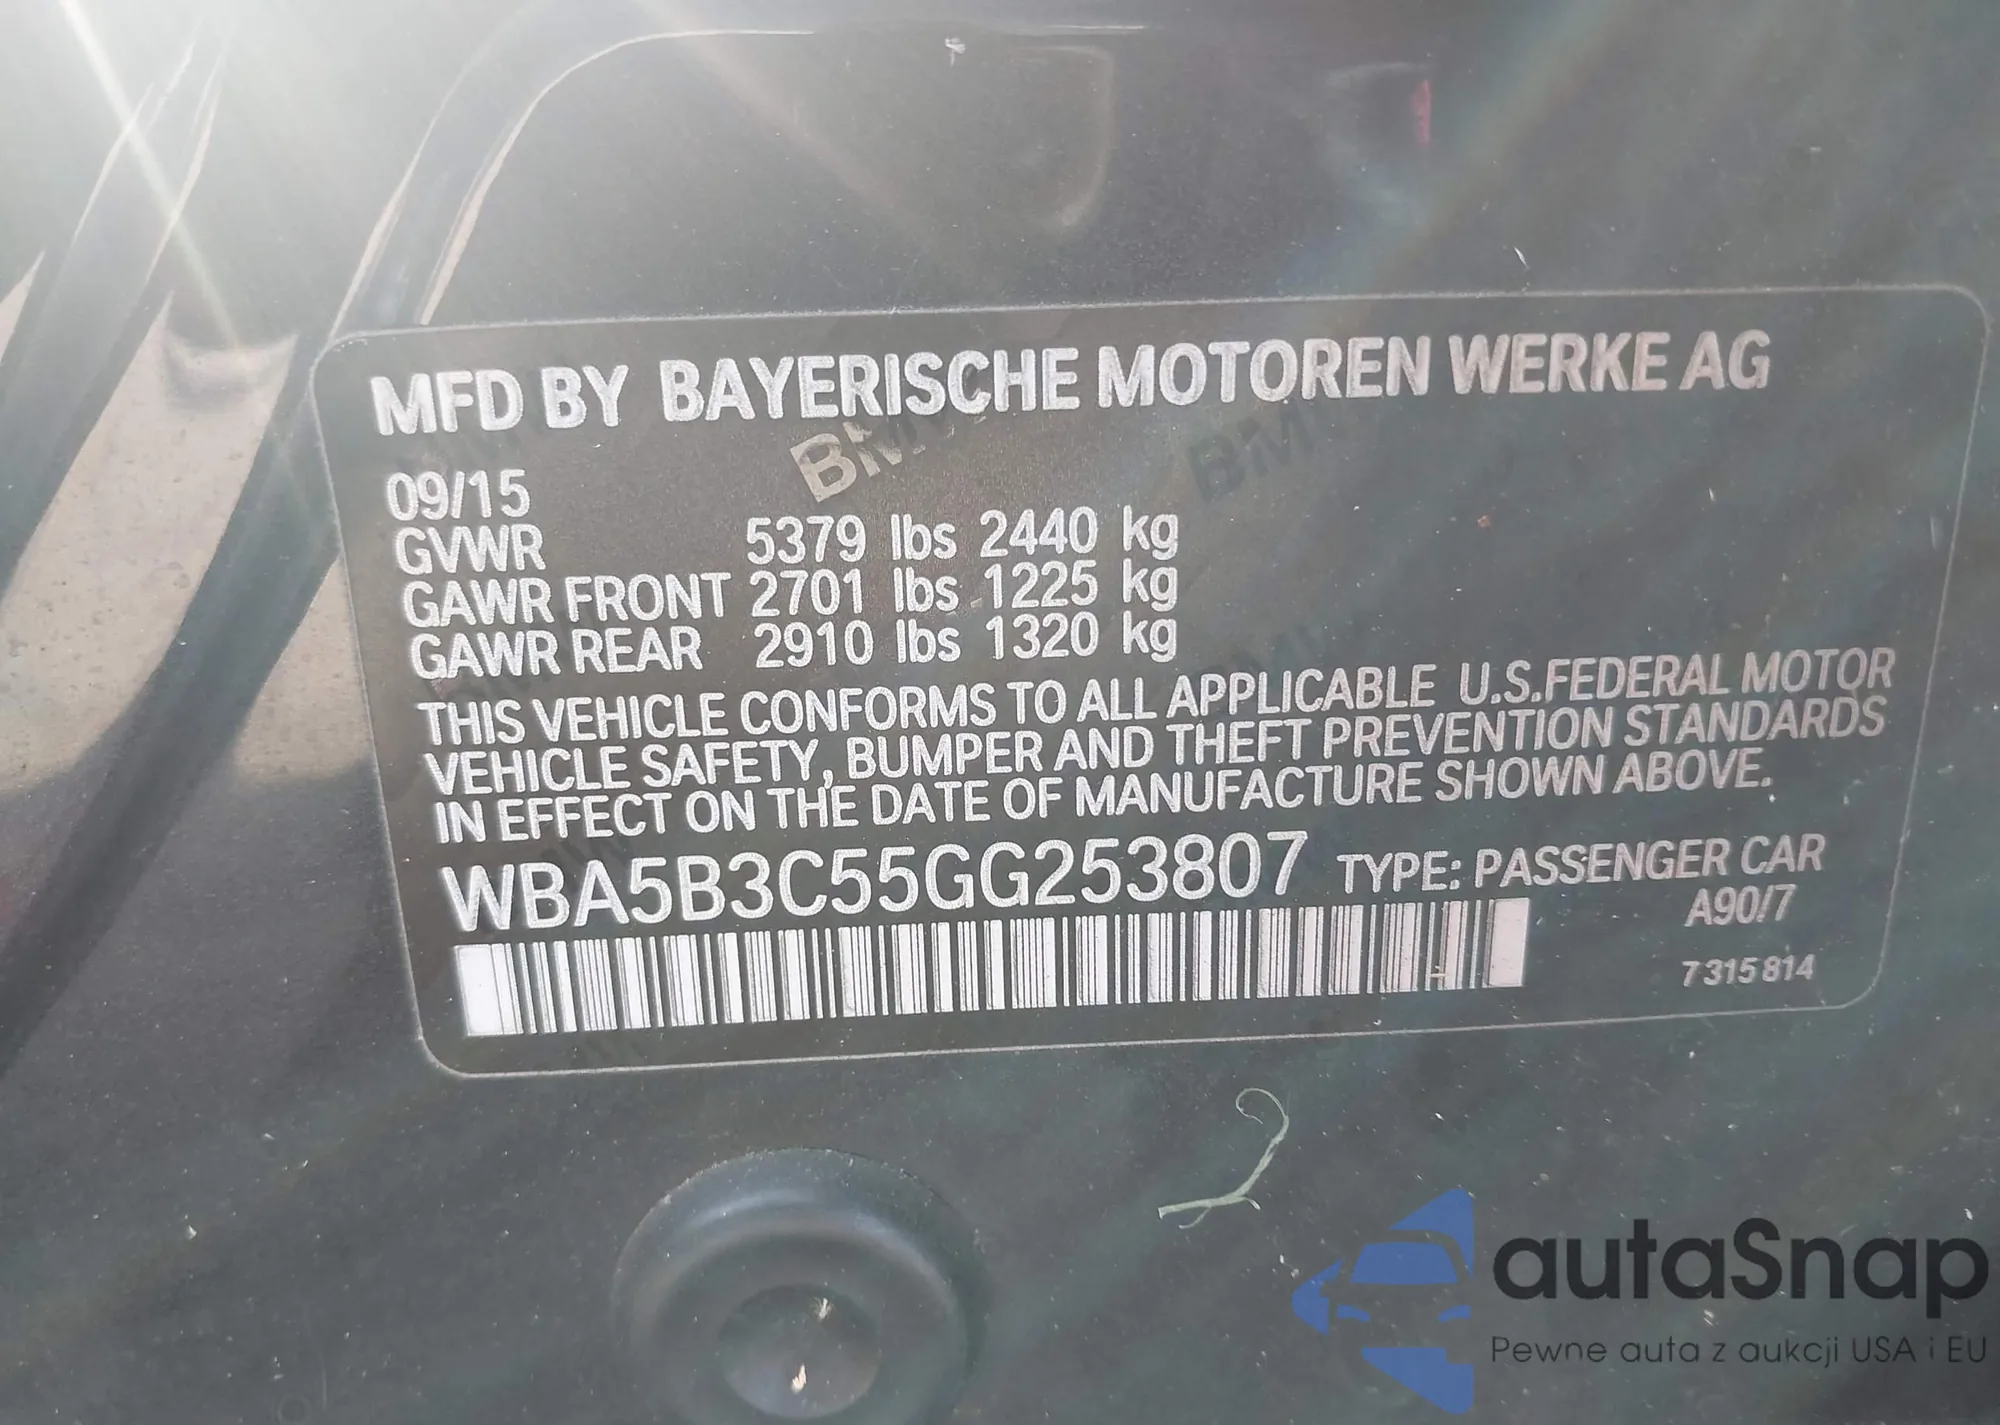 MFD BY BAYERISCHE MOTOREN WERKE AG
BMW BMW
09/15
GVWR 5379 lbs 2440 kg
GAWR FRONT 2701 lbs 1225 kg
GAWR REAR 2910 lbs 1320 kg
THIS VEHICLE CONFORMS TO ALL APPLICABLE U.S.FEDERAL MOTOR
VEHICLE SAFETY, BUMPER AND THEFT PREVENTION STANDARDS
IN EFFECT ON THE DATE OF MANUFACTURE SHOWN ABOVE.
WBA5B3C55GG253807 TYPE: PASSENGER CAR
A90/7
7 315 814
autaSnap
Pewne auta z aukcji USA i EU